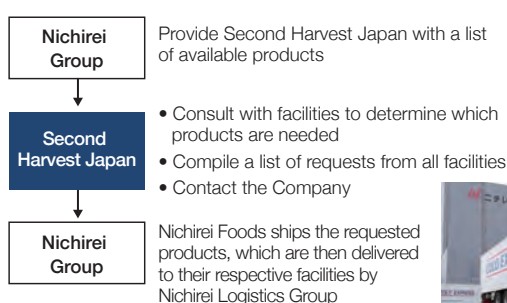 Nichirei
Group
Provide Second Harvest Japan with a list
of available products
Second
Harvest Japan
• Consult with facilities to determine which
products are needed
• Compile a list of requests from all facilities
• Contact the Company
Nichirei
Group
Nichirei Foods ships the requested
products, which are then delivered
to their respective facilities by
Nichirei Logistics Group